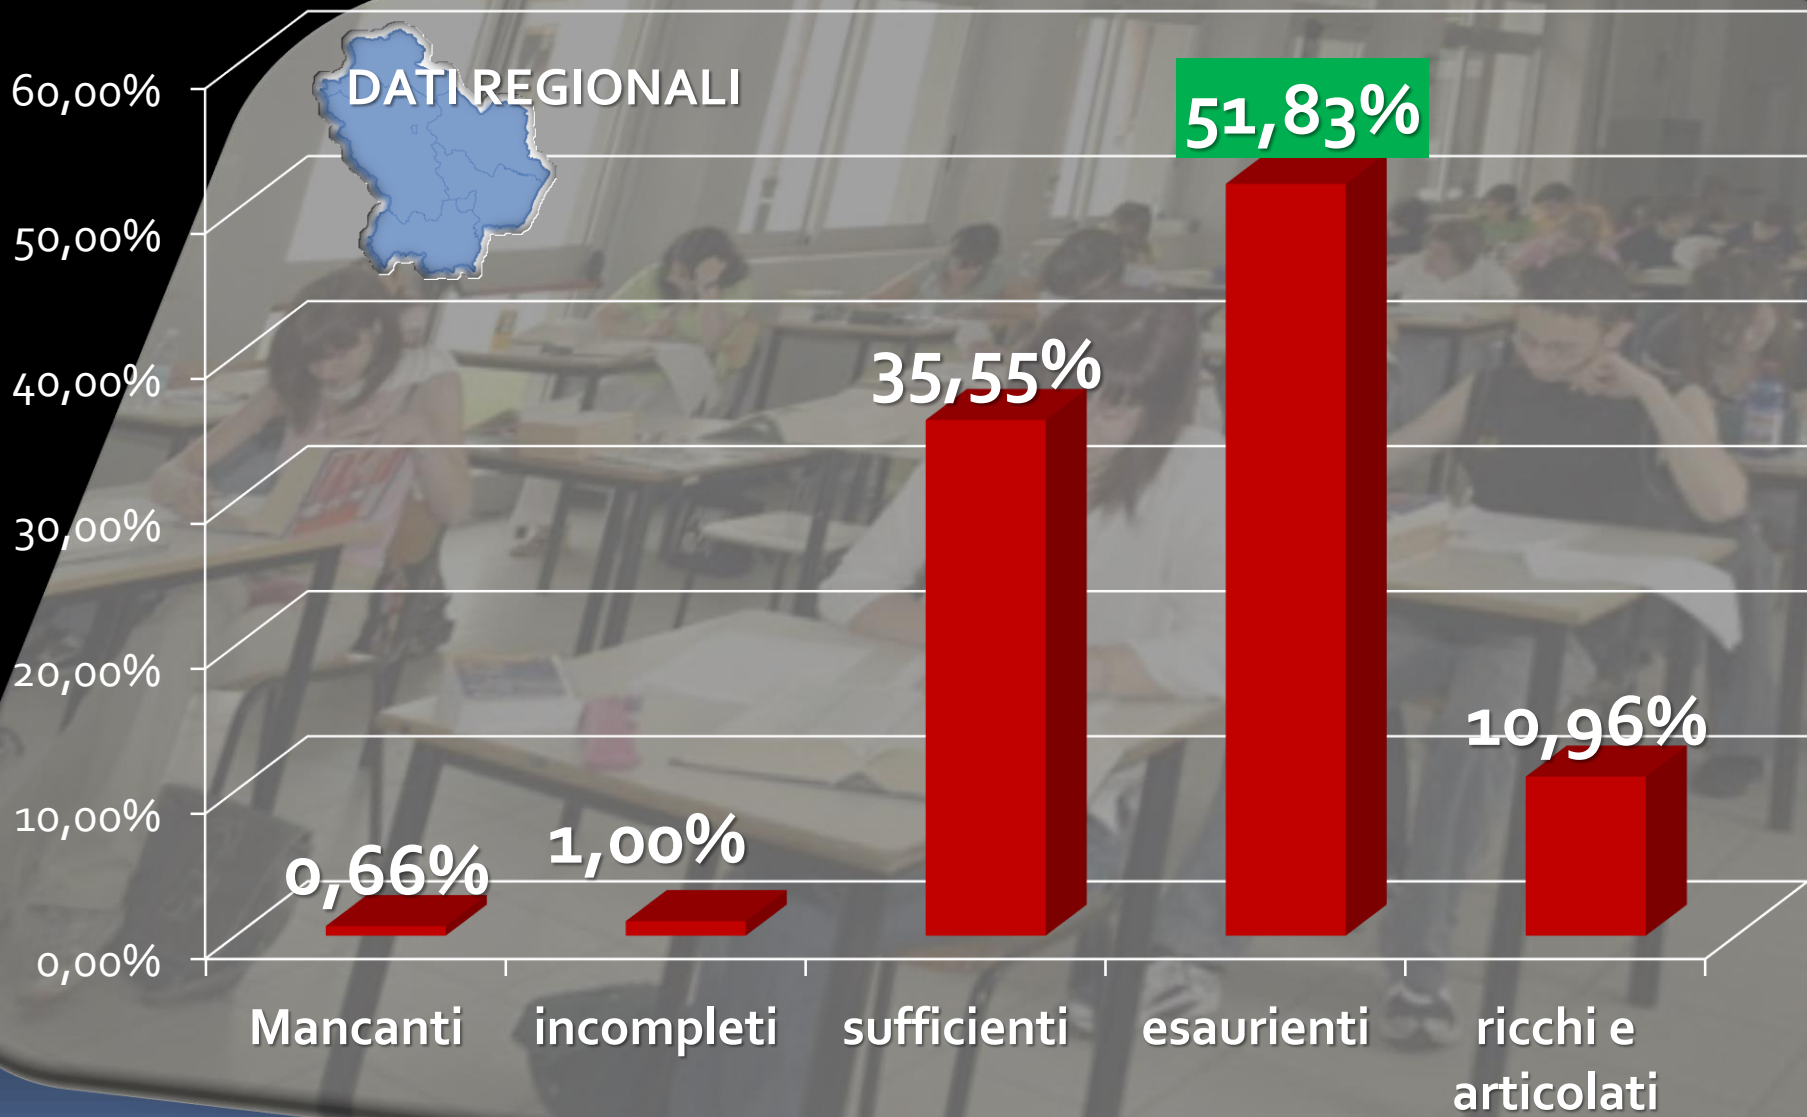 DATI REGIONALI
60,00%
50,00%
40,00%
30,00%
20,00%
10,00%
0,00%
0,66%
1,00%
35,55%
51,83%
10,96%
Mancanti
incompleti
sufficienti
esaurienti
ricchi e
articolati